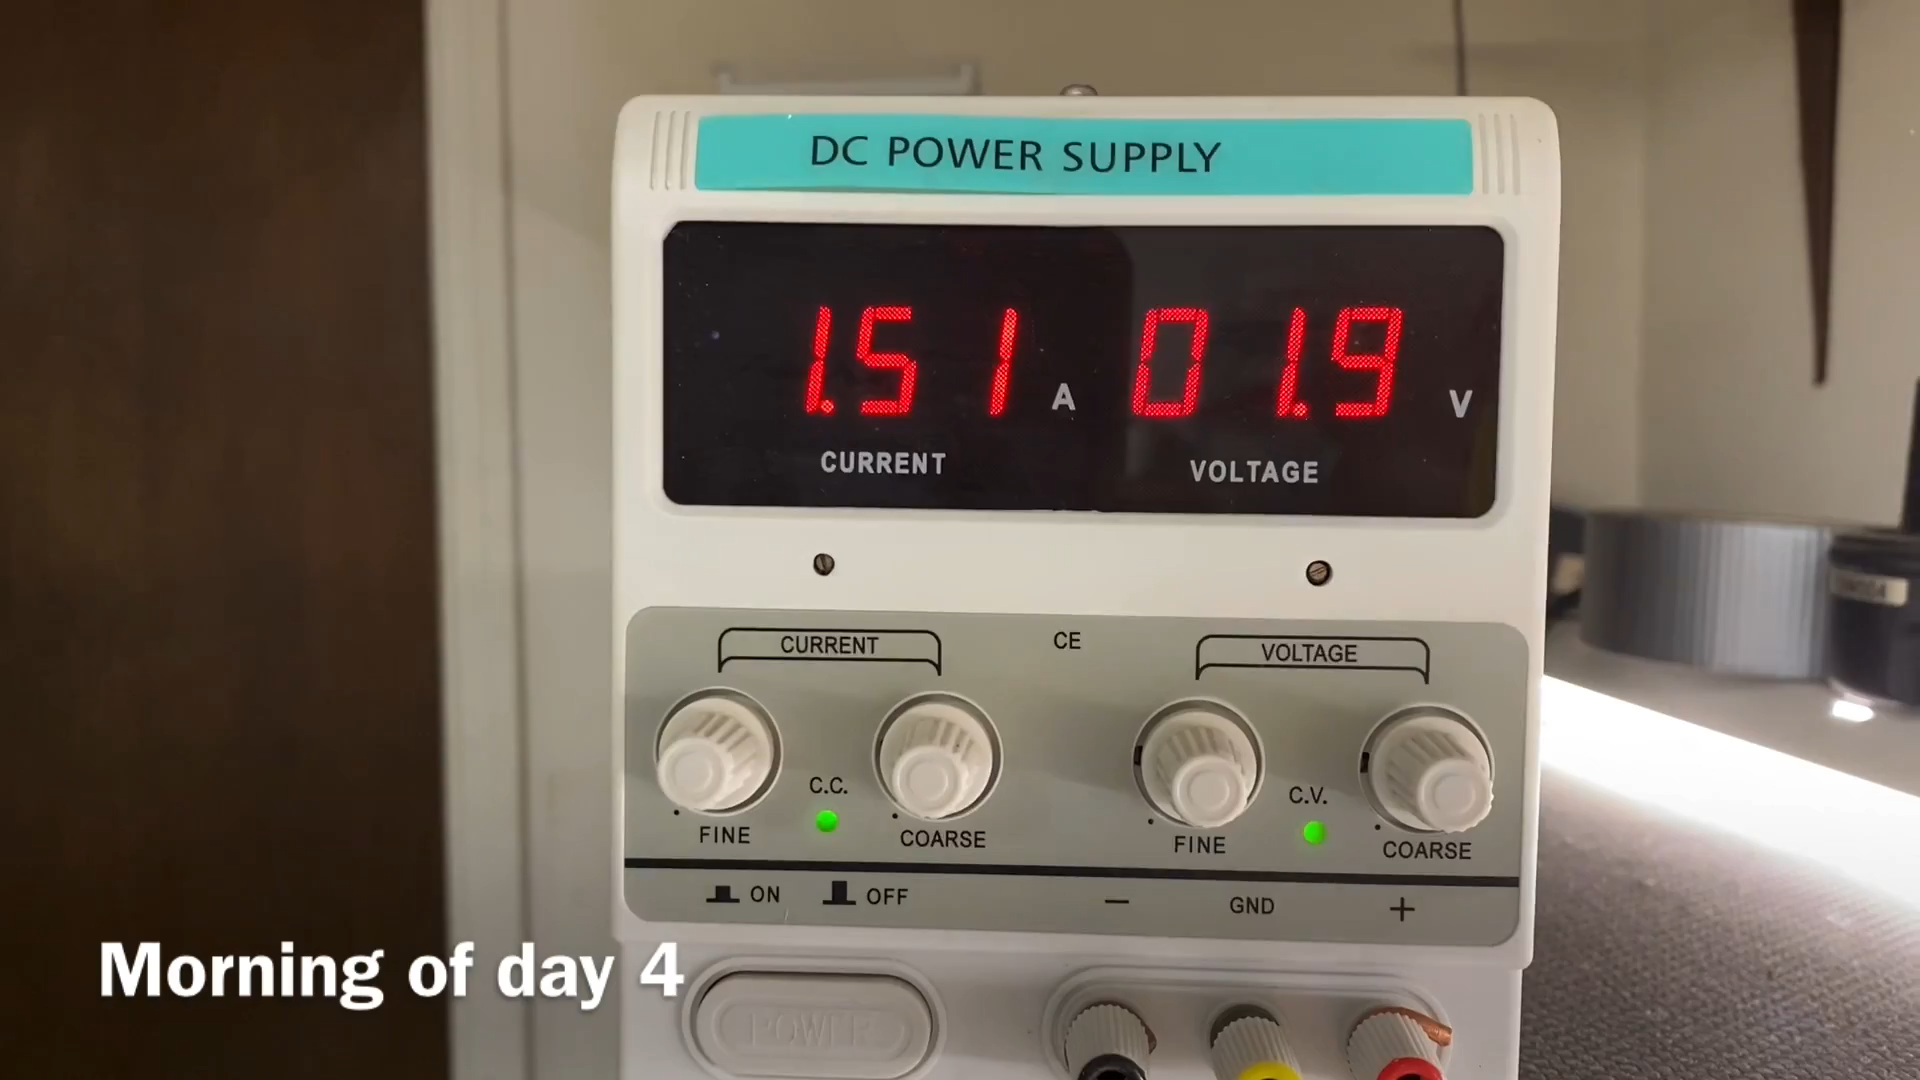 DC POWER SUPPLY
1.51 A 01.9 V
CURRENT VOLTAGE
CURRENT CE VOLTAGE
C.C. C.V.
FINE COARSE FINE COARSE
ON OFF − GND +
Morning of day 4
POWER